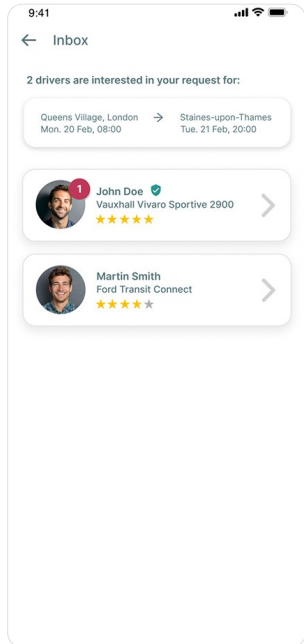 9:41
Inbox
2 drivers are interested in your request for:
Queens Village, London
Mon. 20 Feb, 08:00
Staines-upon-Thames
Tue. 21 Feb, 20:00
1
John Doe
Vauxhall Vivaro Sportive 2900
Martin Smith
Ford Transit Connect